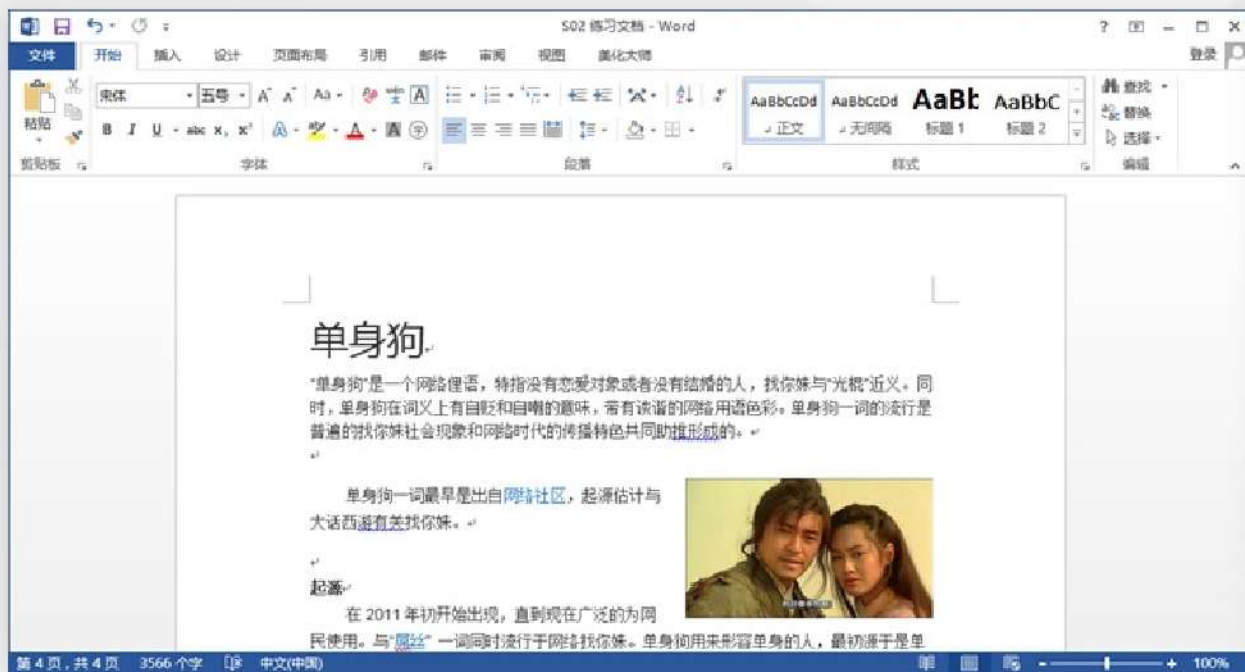 S02 练习文档 - Word
文件 开始 插入 设计 页面布局 引用 邮件 审阅 视图 美化大师 登录
粘贴 宋体 五号 Aa 查找
替换
B I U abc x₂ x² A 选择
AaBbCcDd AaBbCcDd AaBb AaBbC
正文 无间隔 标题 1 标题 2
剪贴板 字体 段落 样式 编辑
单身狗
“单身狗”是一个网络俚语，特指没有恋爱对象或者没有结婚的人，找你妹与“光棍”近义。同
时，单身狗在词义上有自贬和自嘲的意味，带有诙谐的网络用语色彩。单身狗一词的流行是
普遍的找你妹社会现象和网络时代的传播特色共同助推形成的。
单身狗一词最早是出自网络社区，起源估计与
大话西游有关找你妹。
起源
在 2011 年初开始出现，直到现在广泛的为网
民使用。与“屌丝” 一词同时流行于网络找你妹。单身狗用来形容单身的人，最初源于是单
第 4 页，共 4 页 3566 个字 中文(中国) 100%